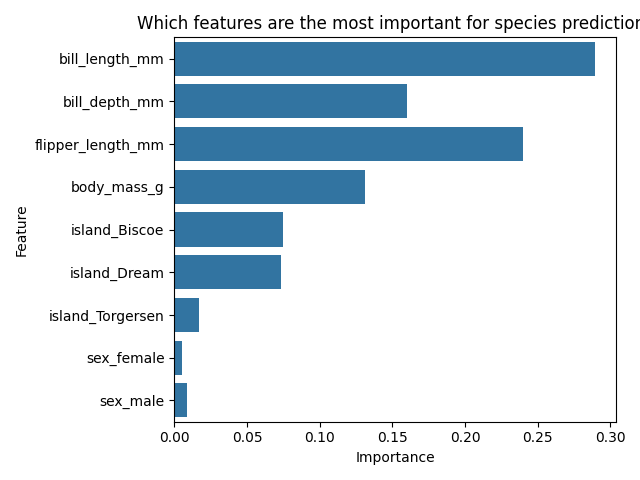 Which features are the most important for species prediction
bill_length_mm
bill_depth_mm
flipper_length_mm
body_mass_g
island_Biscoe
island_Dream
island_Torgersen
sex_female
sex_male
Feature
0.00 0.05 0.10 0.15 0.20 0.25 0.30
Importance